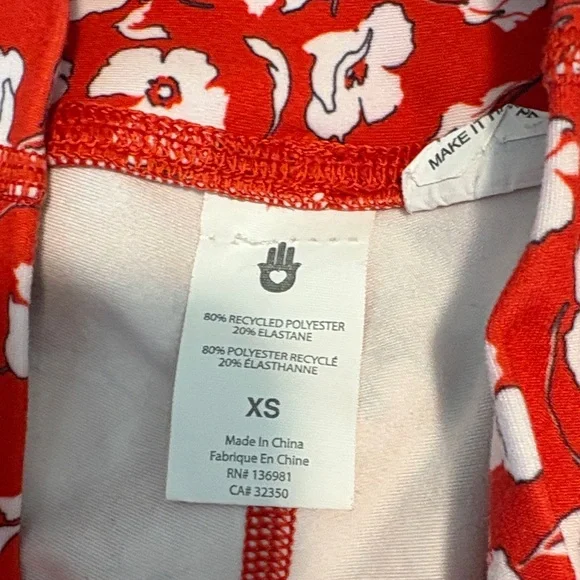 MAKE IT
80% RECYCLED POLYESTER
20% ELASTANE
80% POLYESTER RECYCLÉ
20% ÉLASTHANNE
XS
Made In China
Fabrique En Chine
RN# 136981
CA# 32350